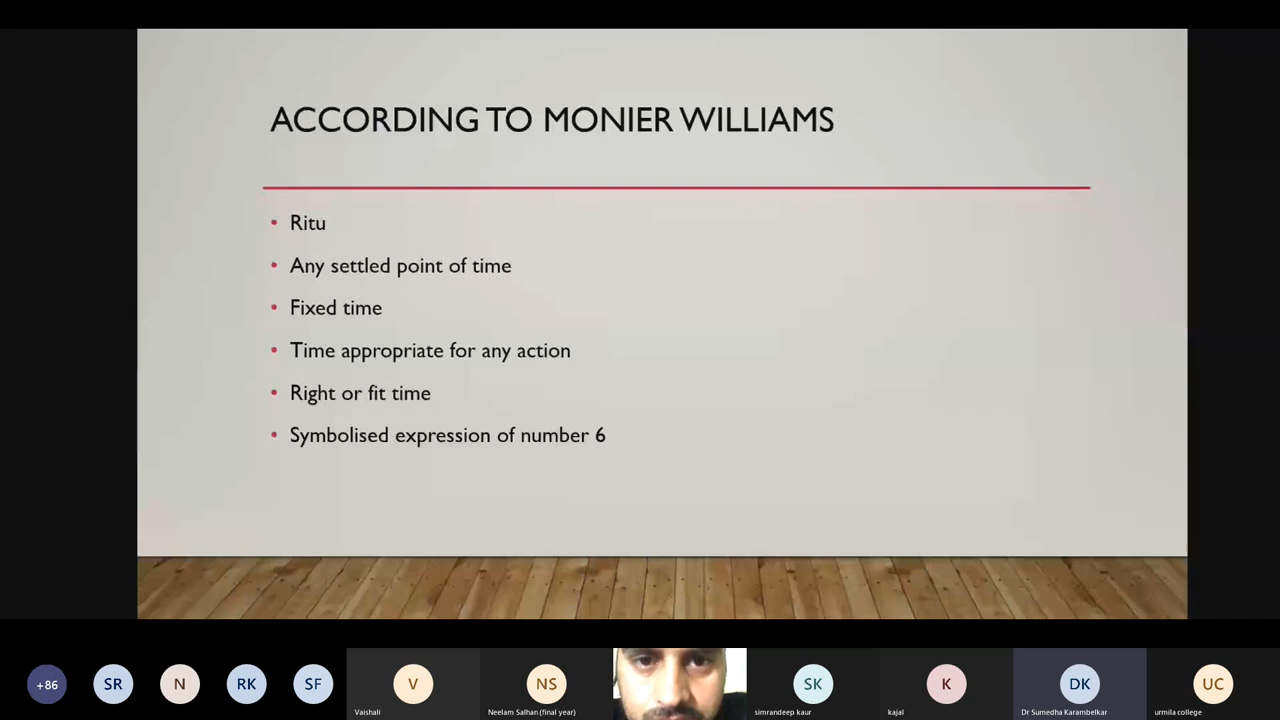 ACCORDING TO MONIER WILLIAMS
• Ritu
• Any settled point of time
• Fixed time
• Time appropriate for any action
• Right or fit time
• Symbolised expression of number 6
+86
SR
N
RK
SF
V
NS
SK
K
DK
UC
Vaishali
Neelam Salhan (final year)
simrandeep kaur
kajal
Dr Sumedha Karambelkar
urmila college